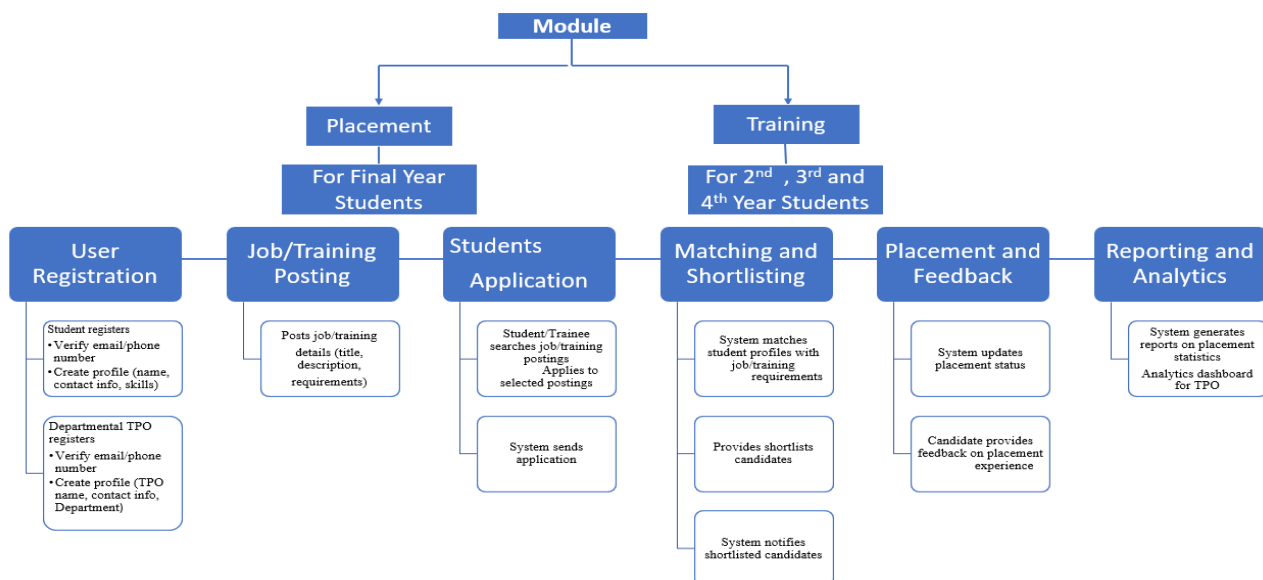 Module
Placement
Training
For Final Year
Students
For 2nd , 3rd and
4th Year Students
User
Registration
Job/Training
Posting
Students
Application
Matching and
Shortlisting
Placement and
Feedback
Reporting and
Analytics
Student registers
• Verify email/phone
number
• Create profile (name,
contact info, skills)
Departmental TPO
registers
• Verify email/phone
number
• Create profile (TPO
name, contact info,
Department)
Posts job/training
details (title,
description,
requirements)
Student/Trainee
searches job/training
postings
Applies to
selected postings
System sends
application
System matches
student profiles with
job/training
requirements
Provides shortlists
candidates
System notifies
shortlisted candidates
System updates
placement status
Candidate provides
feedback on placement
experience
System generates
reports on placement
statistics
Analytics dashboard
for TPO